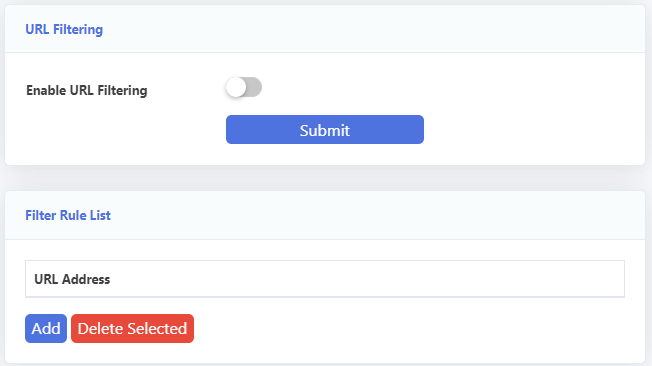 URL Filtering
Enable URL Filtering
Submit
Filter Rule List
URL Address
Add Delete Selected